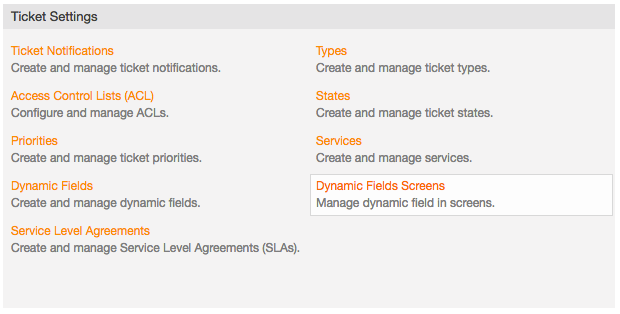 Ticket Settings
Ticket Notifications
Create and manage ticket notifications.
Types
Create and manage ticket types.
Access Control Lists (ACL)
Configure and manage ACLs.
States
Create and manage ticket states.
Priorities
Create and manage ticket priorities.
Services
Create and manage services.
Dynamic Fields
Create and manage dynamic fields.
Dynamic Fields Screens
Manage dynamic field in screens.
Service Level Agreements
Create and manage Service Level Agreements (SLAs).